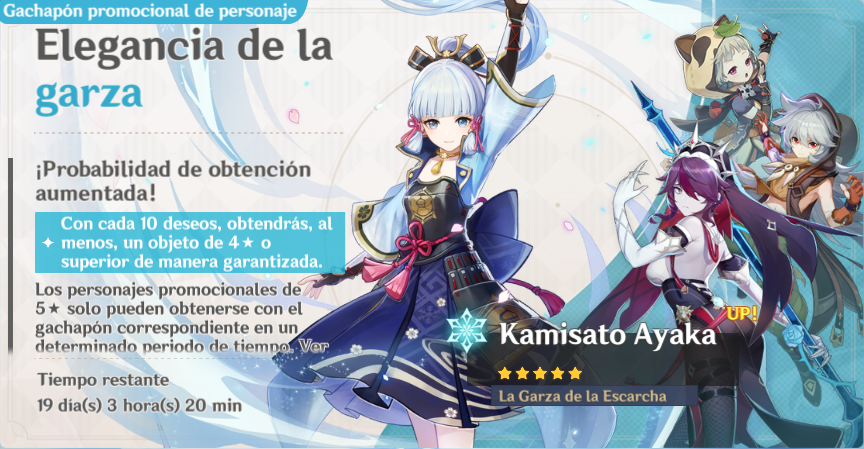 Gachapón promocional de personaje
Elegancia de la
garza
¡Probabilidad de obtención
aumentada!
Con cada 10 deseos, obtendrás, al
menos, un objeto de 4★ o
superior de manera garantizada.
Los personajes promocionales de
5★ solo pueden obtenerse con el
gachapón correspondiente en un
determinado periodo de tiempo. Ver
Tiempo restante
19 día(s) 3 hora(s) 20 min
UP!
Kamisato Ayaka
La Garza de la Escarcha